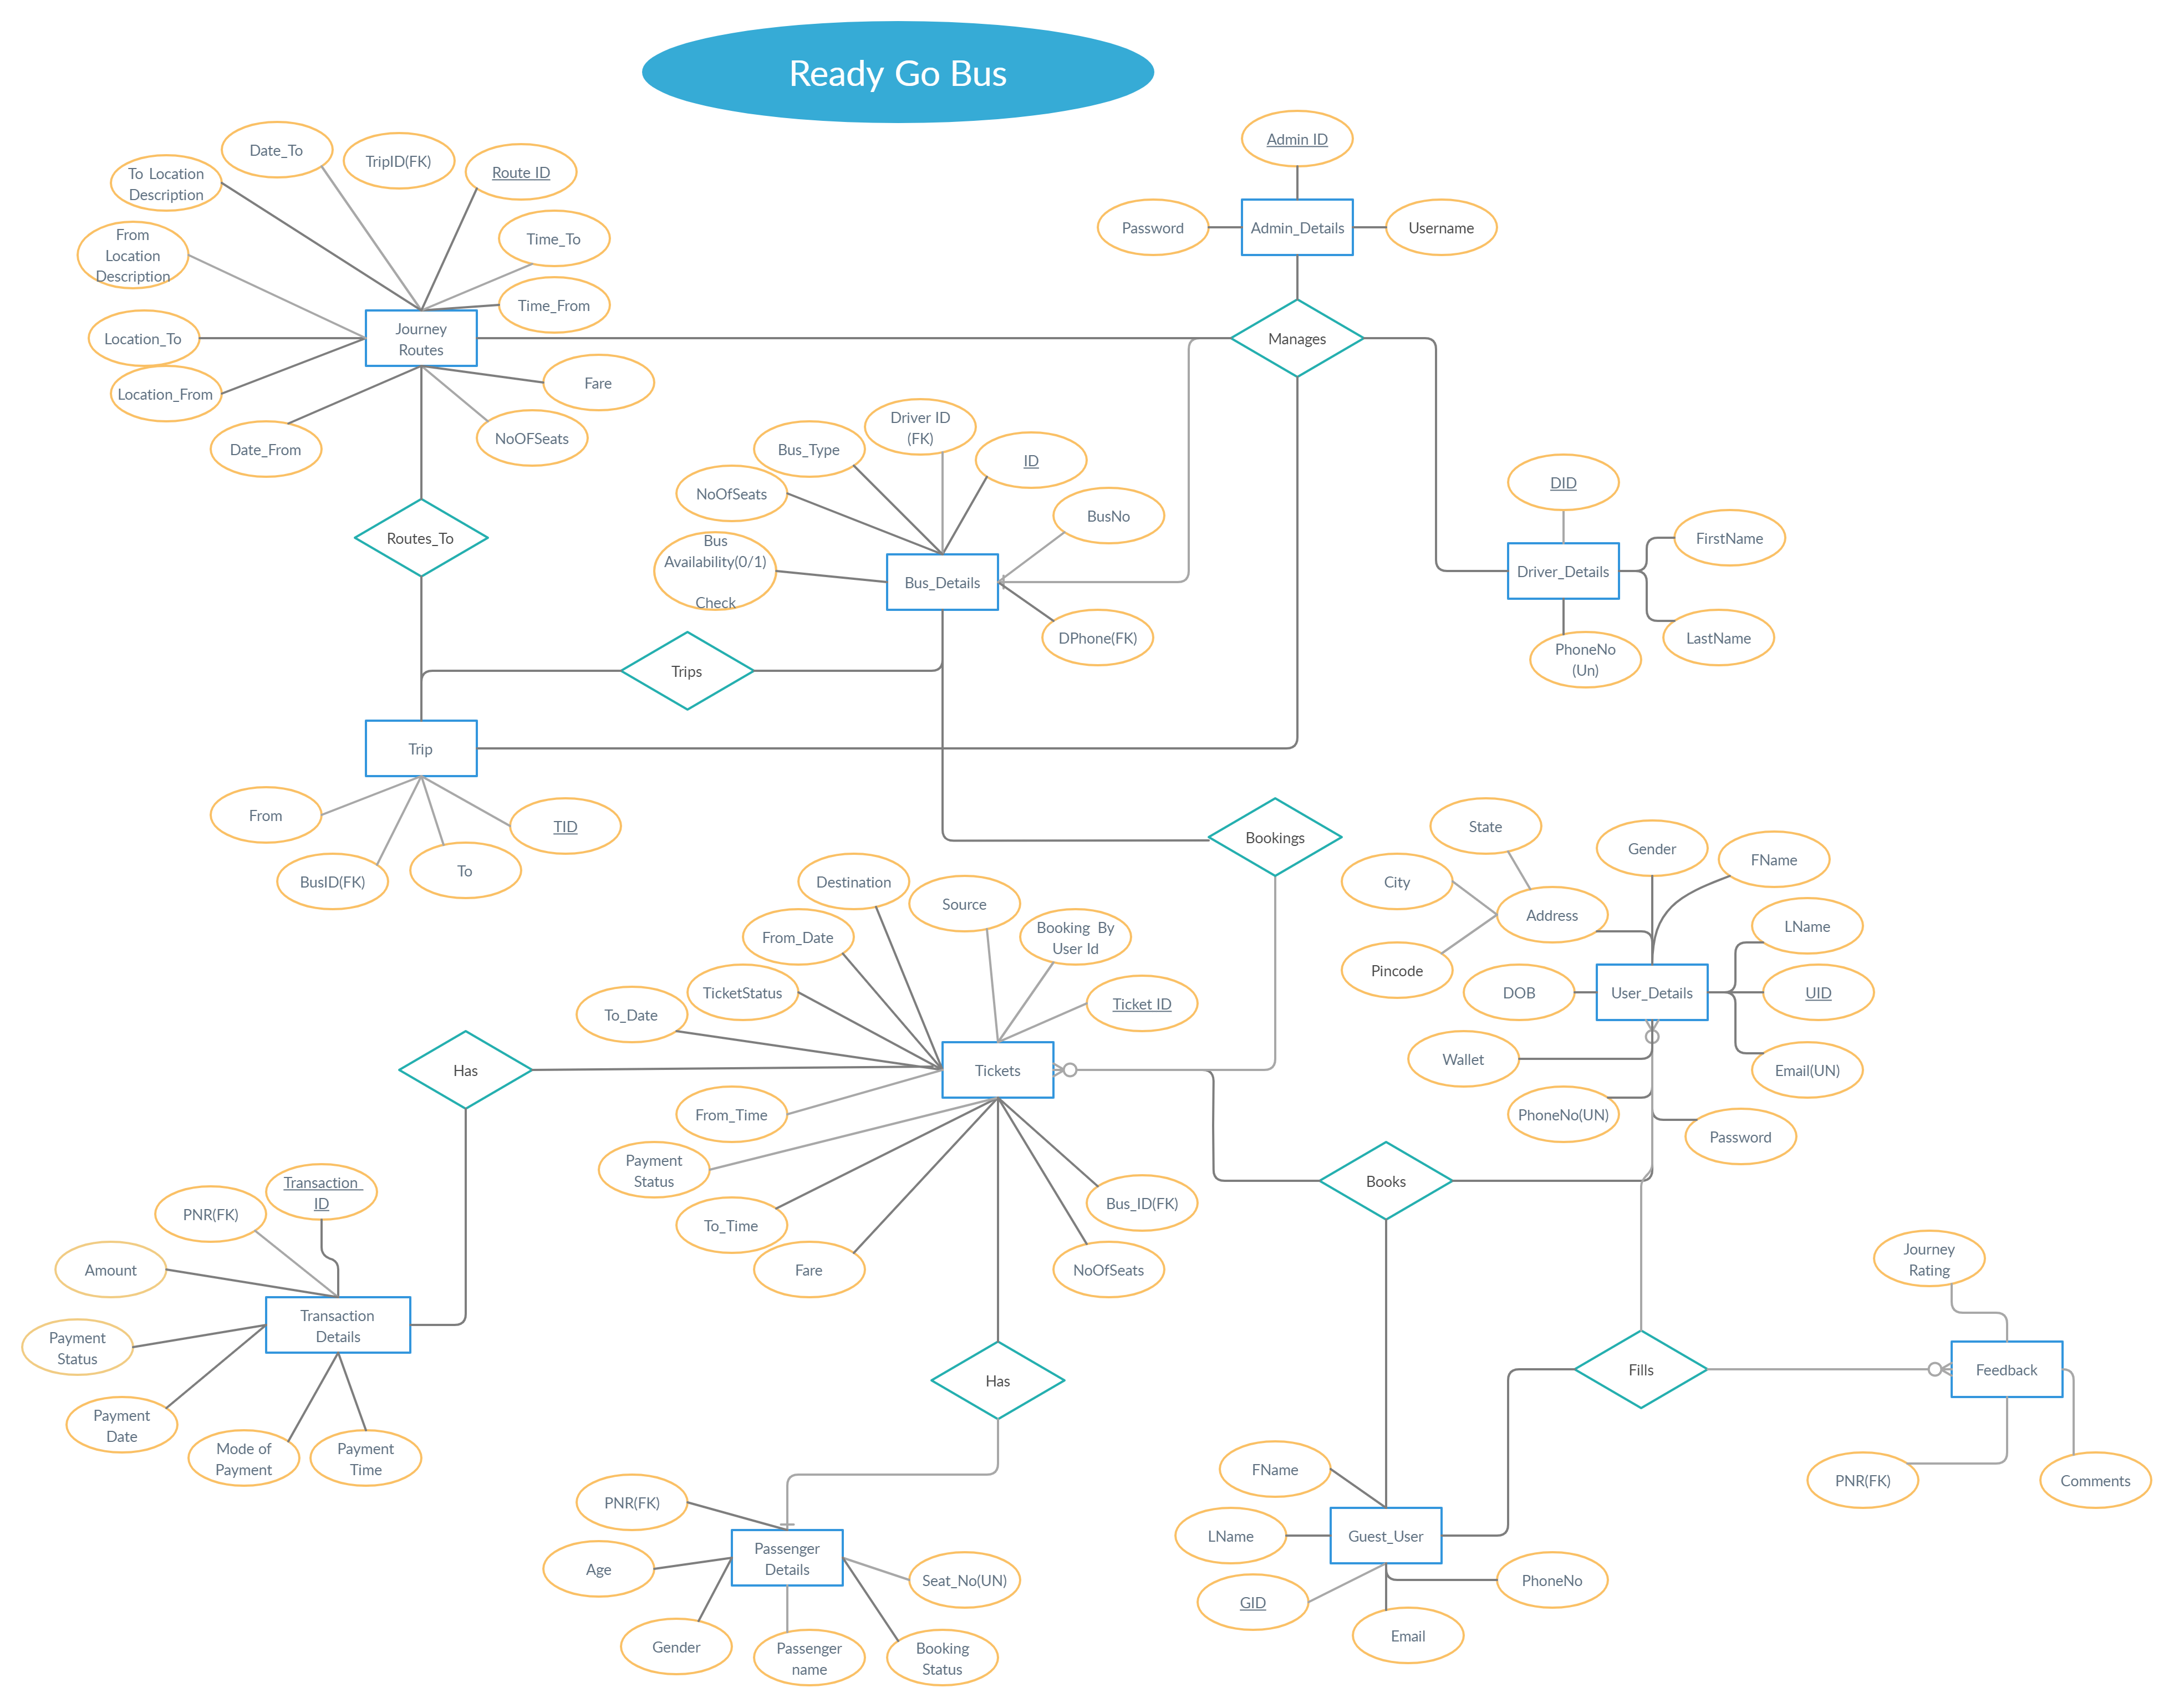 Ready Go Bus
Admin ID
Date_To
TripID(FK)
Route ID
To Location
Description
Password
Admin_Details
Username
From
Location
Description
Time_To
Time_From
Location_To
Journey
Routes
Manages
Location_From
Fare
Date_From
NoOFSeats
Driver ID
(FK)
Bus_Type
ID
NoOfSeats
BusNo
DID
Routes_To
FirstName
Bus
Availability(0/1)
Check
Bus_Details
Driver_Details
DPhone(FK)
LastName
PhoneNo
(Un)
Trips
Trip
From
TID
BusID(FK)
To
Bookings
State
Gender
FName
City
Address
Destination
Source
LName
From_Date
Booking By
User Id
Pincode
TicketStatus
Ticket ID
To_Date
DOB
User_Details
UID
Has
Tickets
Wallet
Email(UN)
From_Time
PhoneNo(UN)
Password
Payment
Status
Books
Transaction
ID
PNR(FK)
Bus_ID(FK)
To_Time
Amount
Fare
NoOfSeats
Journey
Rating
Transaction
Details
Payment
Status
Has
Fills
Feedback
Payment
Date
Mode of
Payment
Payment
Time
FName
PNR(FK)
Comments
PNR(FK)
LName
Guest_User
Passenger
Details
Age
Seat_No(UN)
PhoneNo
GID
Gender
Passenger
name
Booking
Status
Email